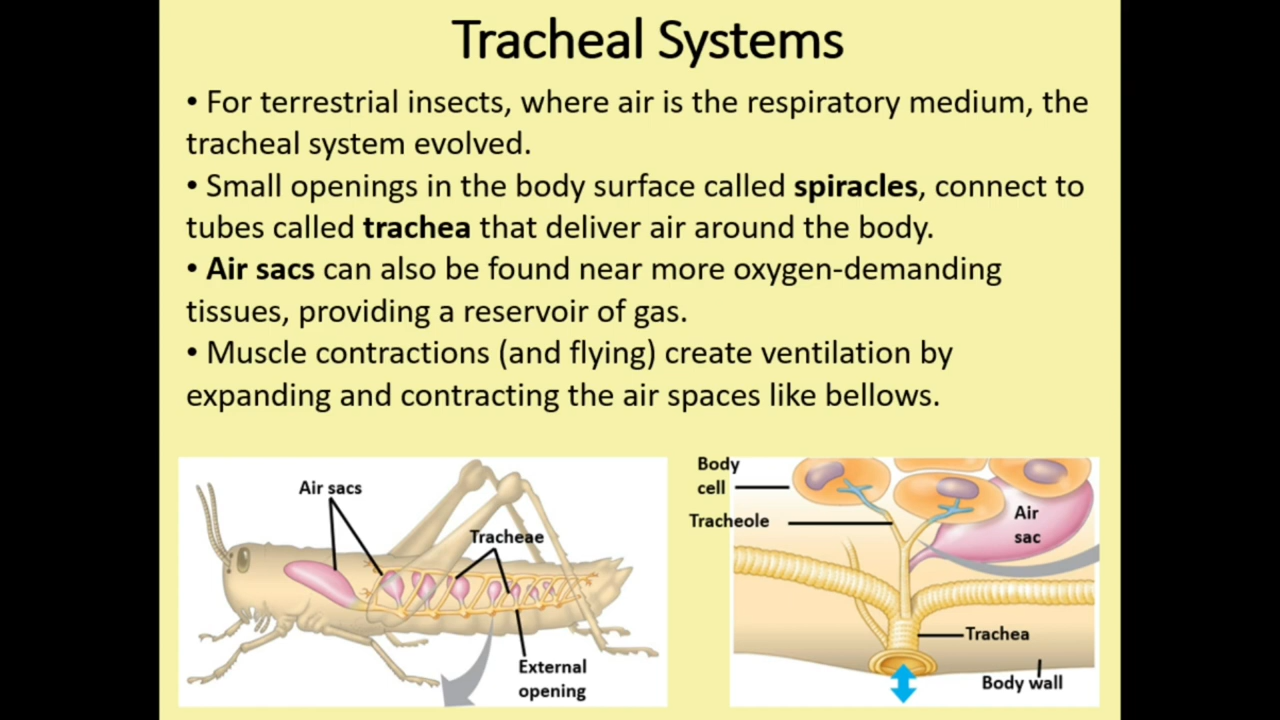 Tracheal Systems
• For terrestrial insects, where air is the respiratory medium, the
tracheal system evolved.
• Small openings in the body surface called spiracles, connect to
tubes called trachea that deliver air around the body.
• Air sacs can also be found near more oxygen-demanding
tissues, providing a reservoir of gas.
• Muscle contractions (and flying) create ventilation by
expanding and contracting the air spaces like bellows.
Air sacs
Tracheae
External
opening
Body
cell
Tracheole
Air
sac
Trachea
Body wall